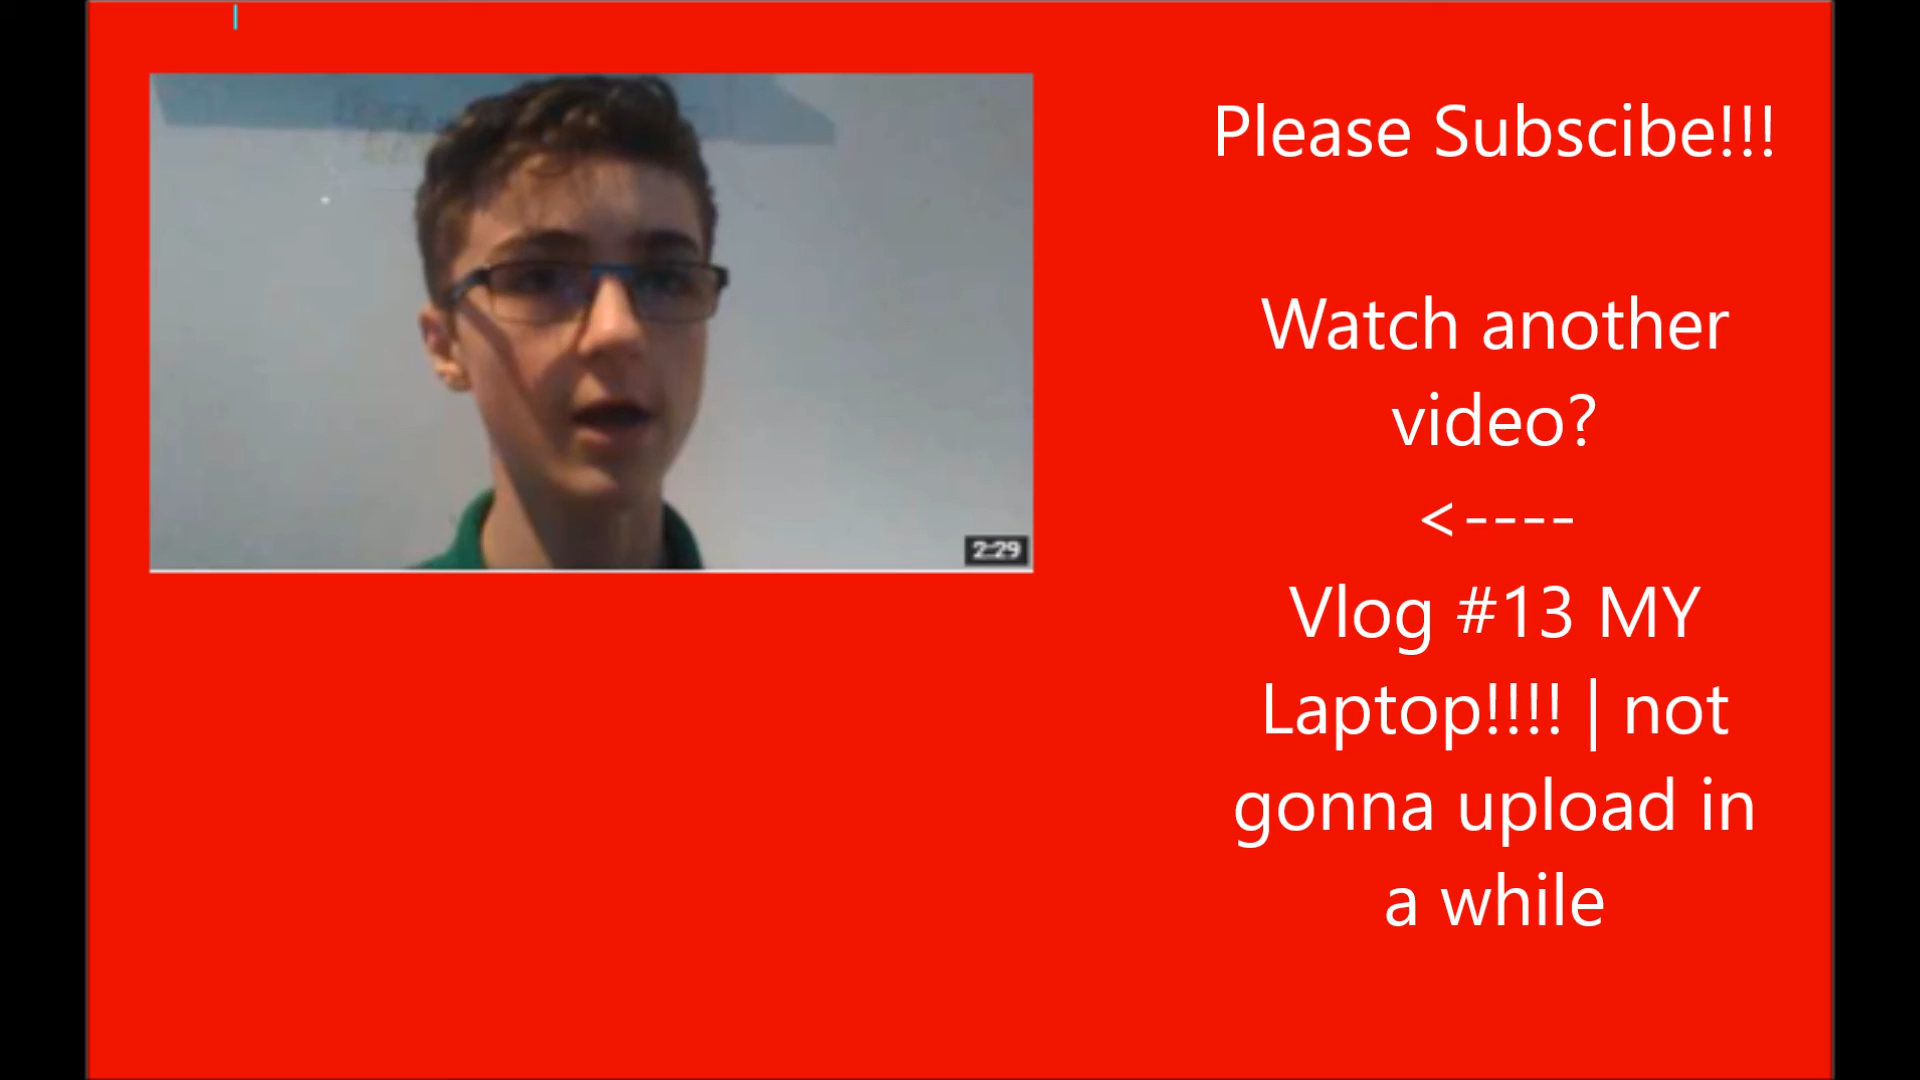 Please Subscibe!!!
Watch another
video?
<----
Vlog #13 MY
Laptop!!!! | not
gonna upload in
a while
2:29